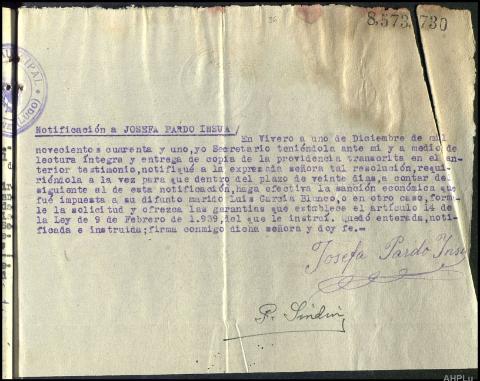 8,573,730
Notificación a JOSEFA PARDO INSUA/
En Vivero a uno de Diciembre de mil
novecientos cuarenta y uno, yo Secretario teniéndola ante mi y a medio de
lectura íntegra y entrega de copia de la providencia transcrita en el an-
terior testimonio, notifiqué a la expresada señora tal resolución, requi-
riéndola a la vez para que dentro del plazo de veinte días, a contar del
siguiente al de esta notificación, haga efectiva la sanción económica que
fué impuesta a su difunto marido Luis García Blanco, o en otro caso, formu-
le la solicitud y ofrezca las garantías que establece el artículo 14 de
la Ley de 9 de Febrero de 1.939, del que le instruí. Quedó enterada, noti-
ficada e instruida; firma conmigo dicha señora y doy fe.—
Josefa Pardo Insua
P. Sindín
AHPLu